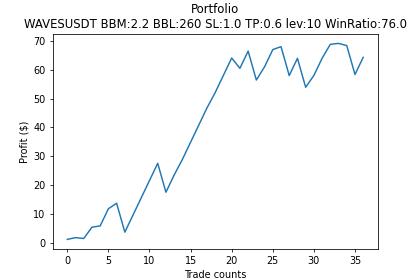 Portfolio
WAVESUSDT BBM:2.2 BBL:260 SL:1.0 TP:0.6 lev:10 WinRatio:76.0
70
60
50
40
30
20
10
0
Profit ($)
0 5 10 15 20 25 30 35
Trade counts